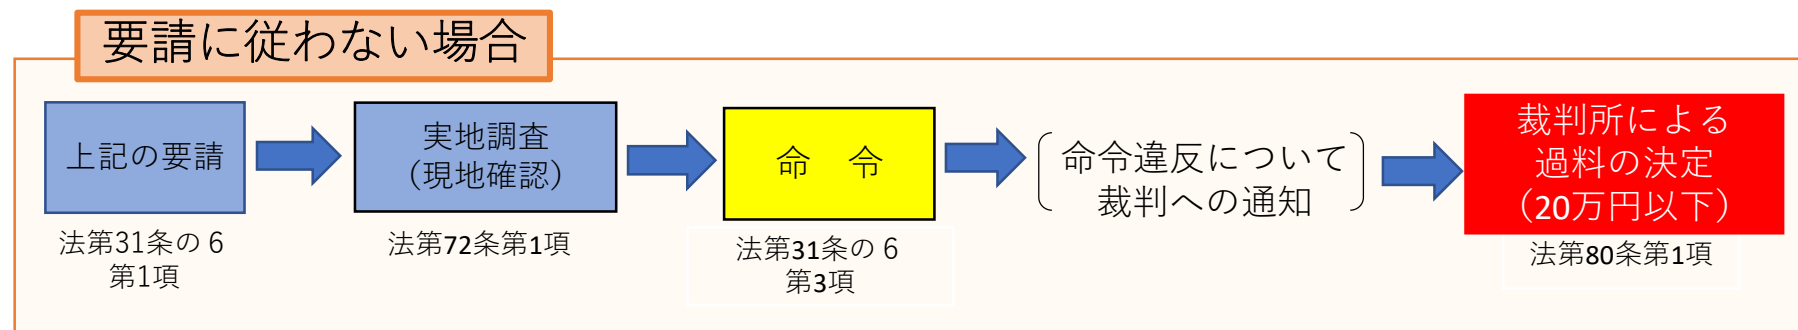 要請に従わない場合
上記の要請
法第31条の６
第1項
実地調査
（現地確認）
法第72条第1項
命　令
法第31条の６
第3項
命令違反について
裁判への通知
裁判所による
過料の決定
（20万円以下）
法第80条第1項